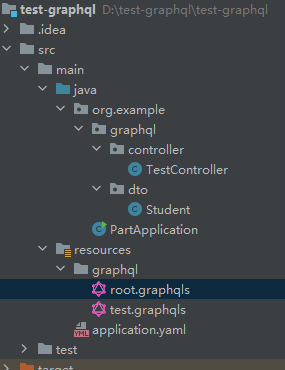 test-graphql D:\test-graphql\test-graphql
.idea
src
main
java
org.example
graphql
controller
TestController
dto
Student
PartApplication
resources
graphql
root.graphqls
test.graphqls
application.yaml
test
target